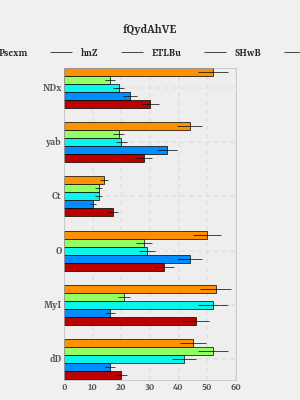 fQydAhVE
Pscxm hnZ ETLBu SHwB
NDx
yab
Ct
O
MyI
dD
0 10 20 30 40 50 60